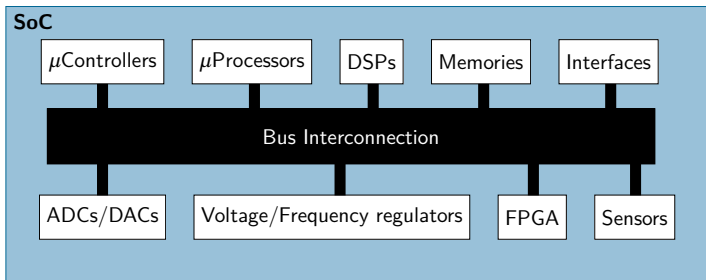 SoC
μControllers
μProcessors
DSPs
Memories
Interfaces
Bus Interconnection
ADCs/DACs
Voltage/Frequency regulators
FPGA
Sensors